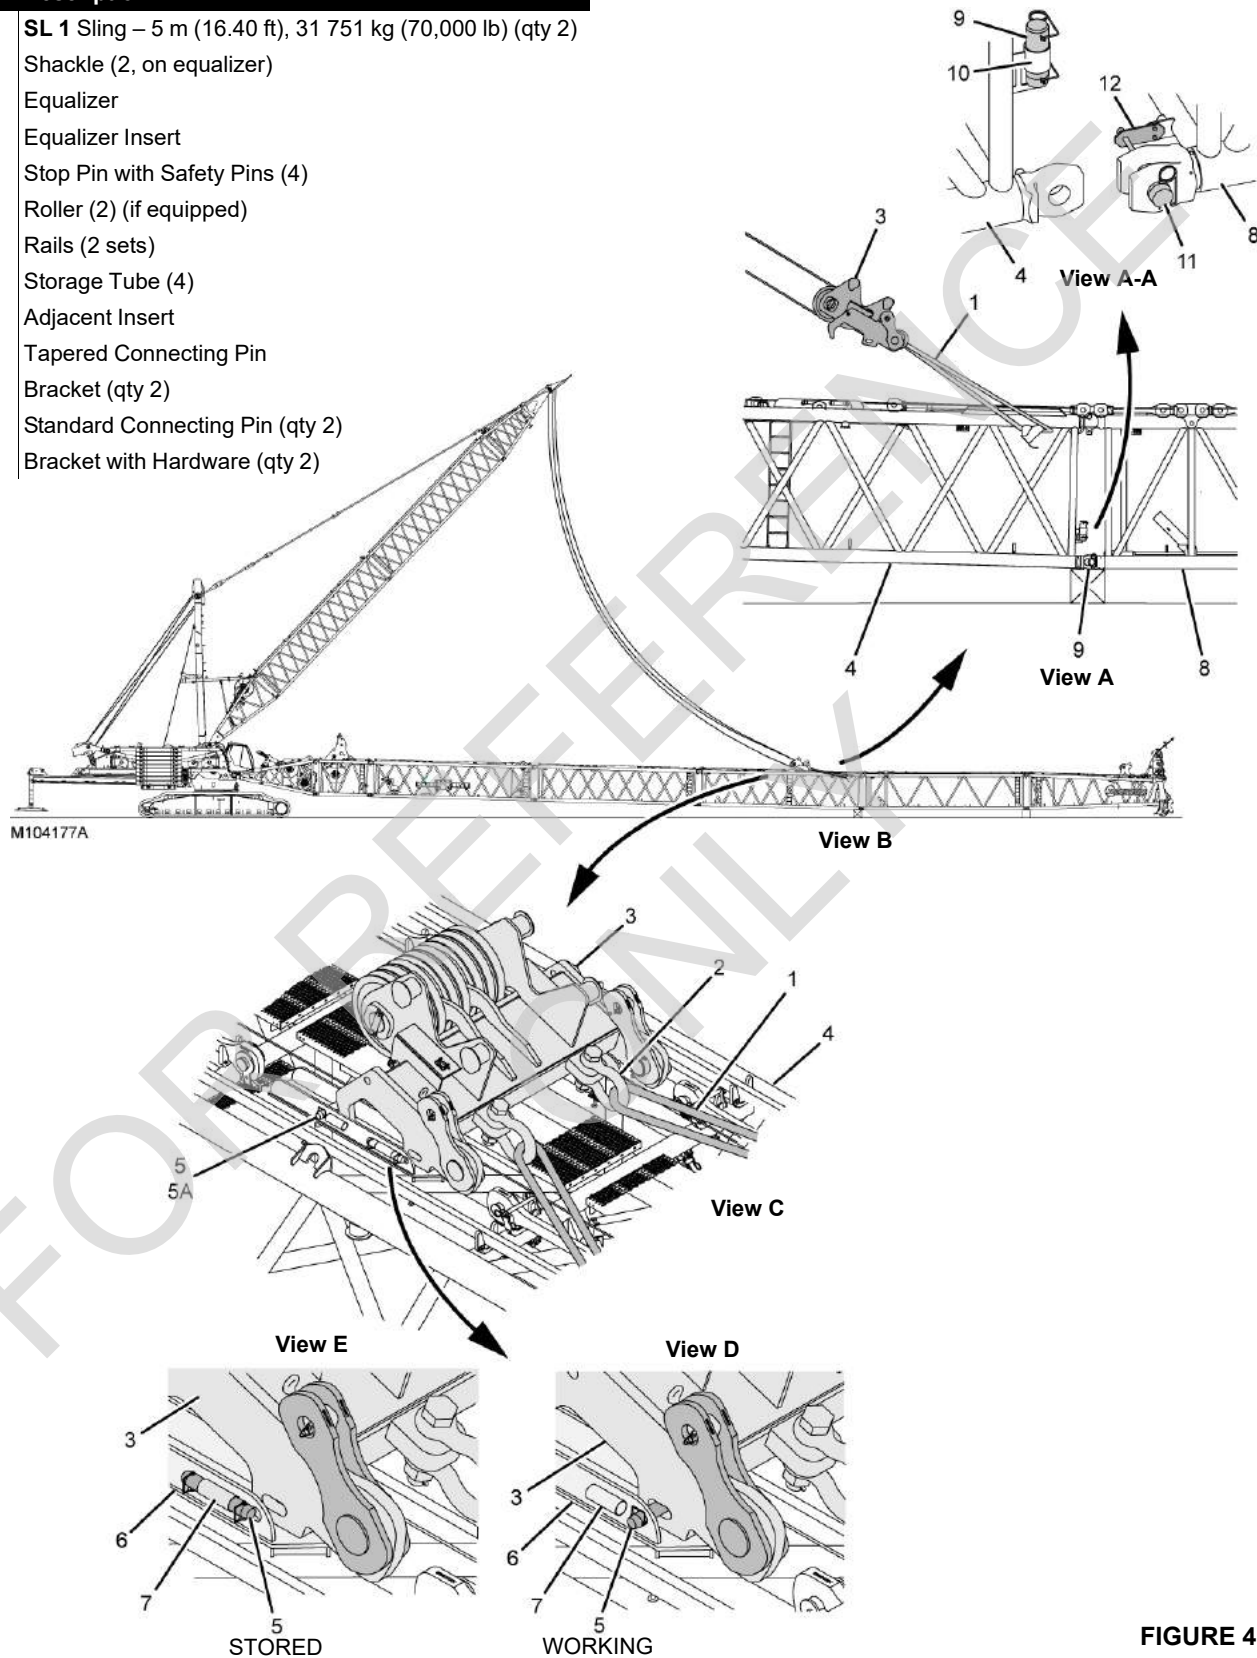 SL 1 Sling – 5 m (16.40 ft), 31 751 kg (70,000 lb) (qty 2)
Shackle (2, on equalizer)
Equalizer
Equalizer Insert
Stop Pin with Safety Pins (4)
Roller (2) (if equipped)
Rails (2 sets)
Storage Tube (4)
Adjacent Insert
Tapered Connecting Pin
Bracket (qty 2)
Standard Connecting Pin (qty 2)
Bracket with Hardware (qty 2)
9
10
12
8
11
4
View A-A
3
1
4
9
8
View A
M104177A
View B
3
2
1
4
5
5A
View C
View E
View D
3
6
7
5
STORED
3
6
7
5
WORKING
FIGURE 4
FOR REFERENCE
ONLY